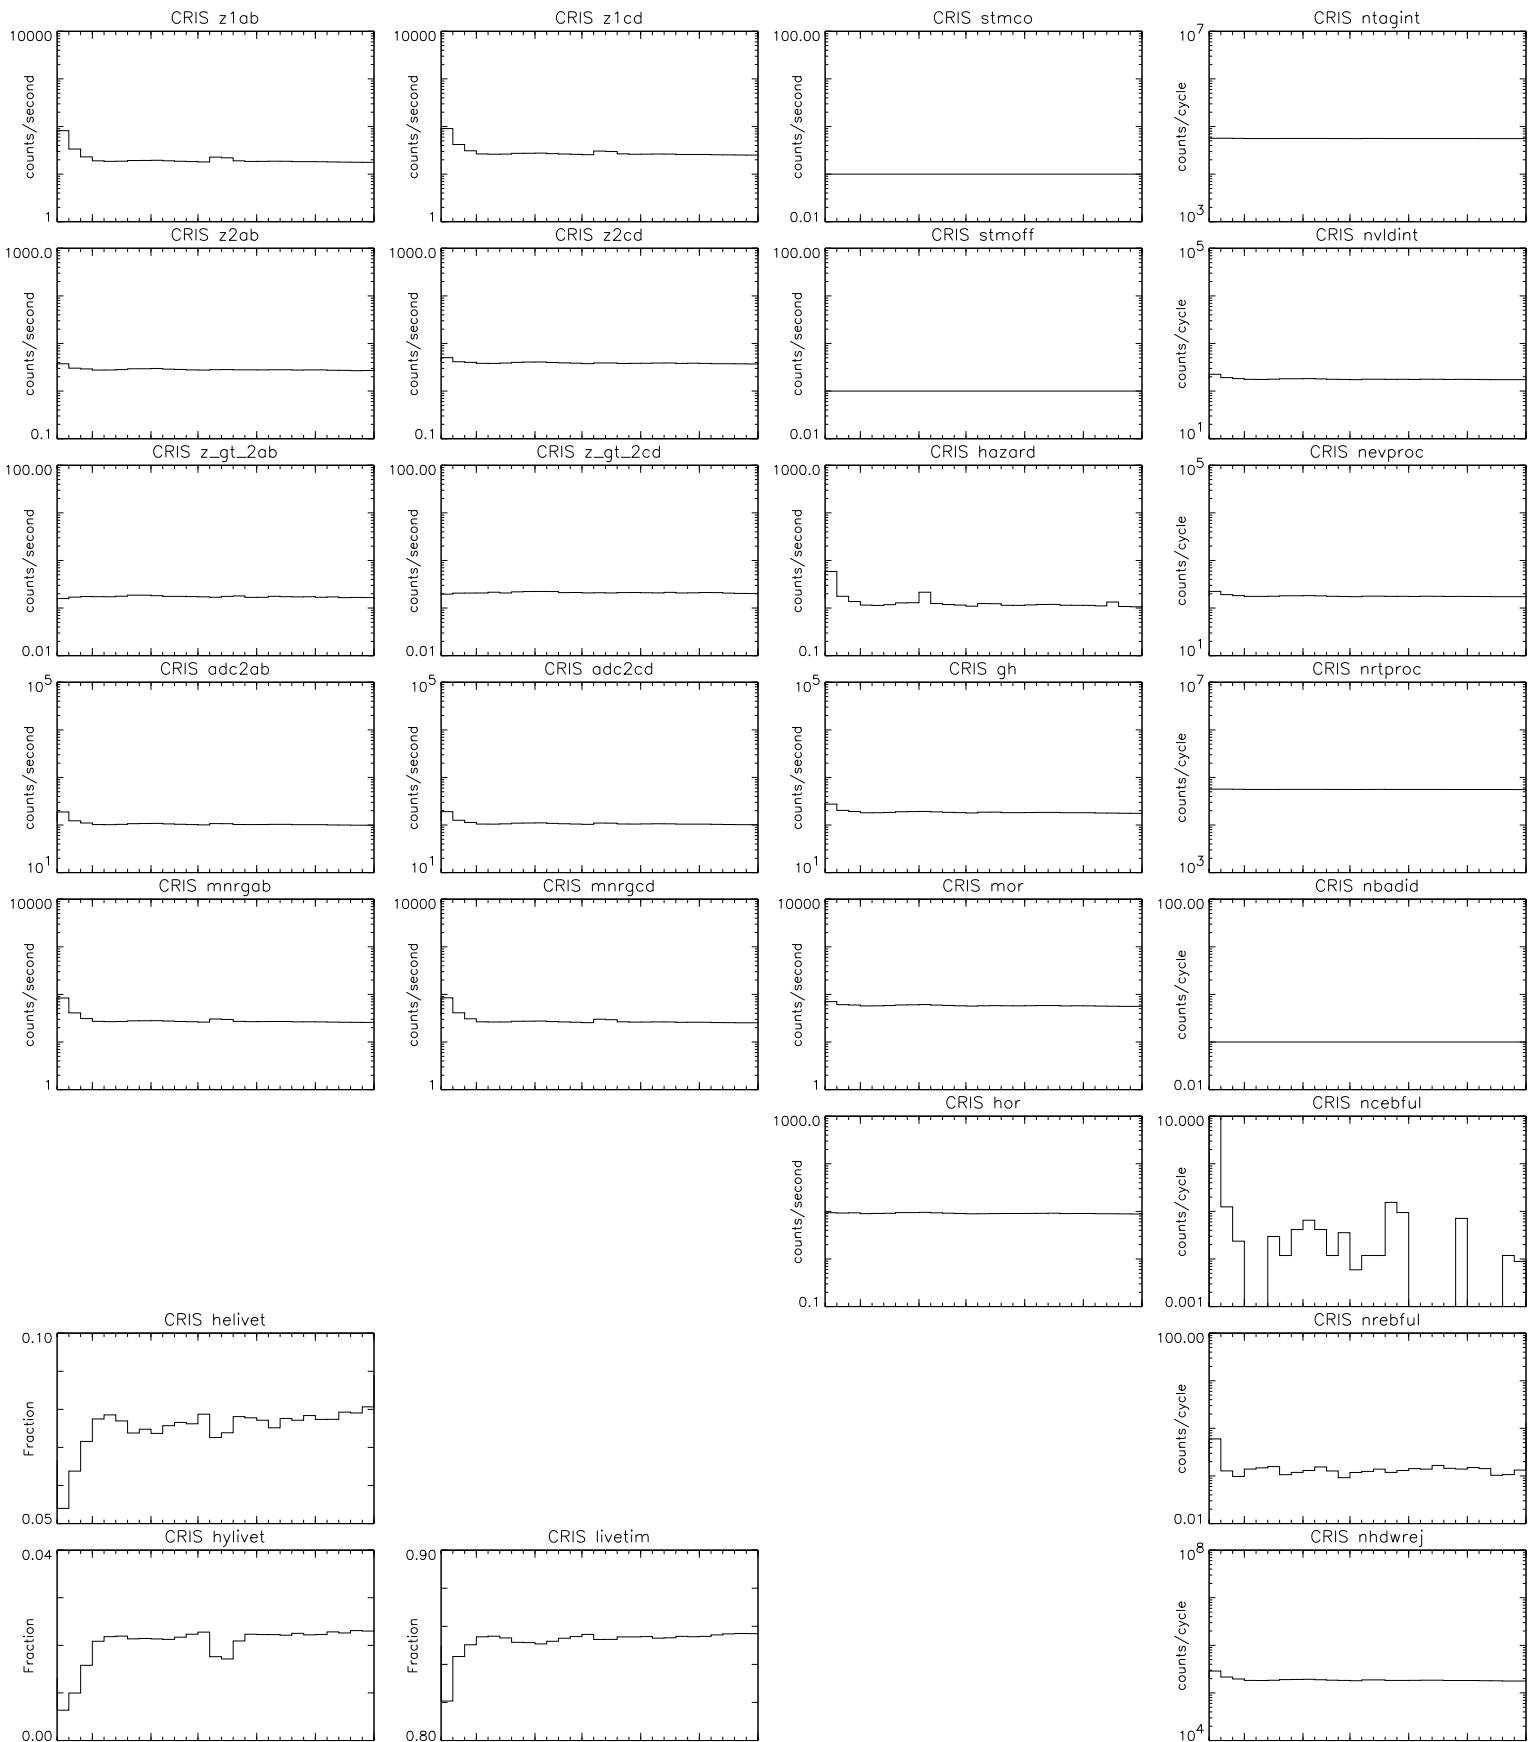 CRIS z1ab
10000
counts/second
1
CRIS z1cd
10000
counts/second
1
CRIS stmco
100.00
counts/second
0.01
CRIS ntagint
10^7
counts/cycle
10^3
CRIS z2ab
1000.0
counts/second
0.1
CRIS z2cd
1000.0
counts/second
0.1
CRIS stmoff
100.00
counts/second
0.01
CRIS nvldint
10^5
counts/cycle
10^1
CRIS z_gt_2ab
100.00
counts/second
0.01
CRIS z_gt_2cd
100.00
counts/second
0.01
CRIS hazard
1000.0
counts/second
0.1
CRIS nevproc
10^5
counts/cycle
10^1
CRIS adc2ab
10^5
counts/second
10^1
CRIS adc2cd
10^5
counts/second
10^1
CRIS gh
10^5
counts/second
10^1
CRIS nrtproc
10^7
counts/cycle
10^3
CRIS mnrgab
10000
counts/second
1
CRIS mnrgcd
10000
counts/second
1
CRIS mor
10000
counts/second
1
CRIS nbadid
100.00
counts/cycle
0.01
CRIS hor
1000.0
counts/second
0.1
CRIS ncebful
10.000
counts/cycle
0.001
CRIS helivet
0.10
Fraction
0.05
CRIS nrebful
100.00
counts/cycle
0.01
CRIS hylivet
0.04
Fraction
0.00
CRIS livetim
0.90
Fraction
0.80
CRIS nhdwrej
10^8
counts/cycle
10^4